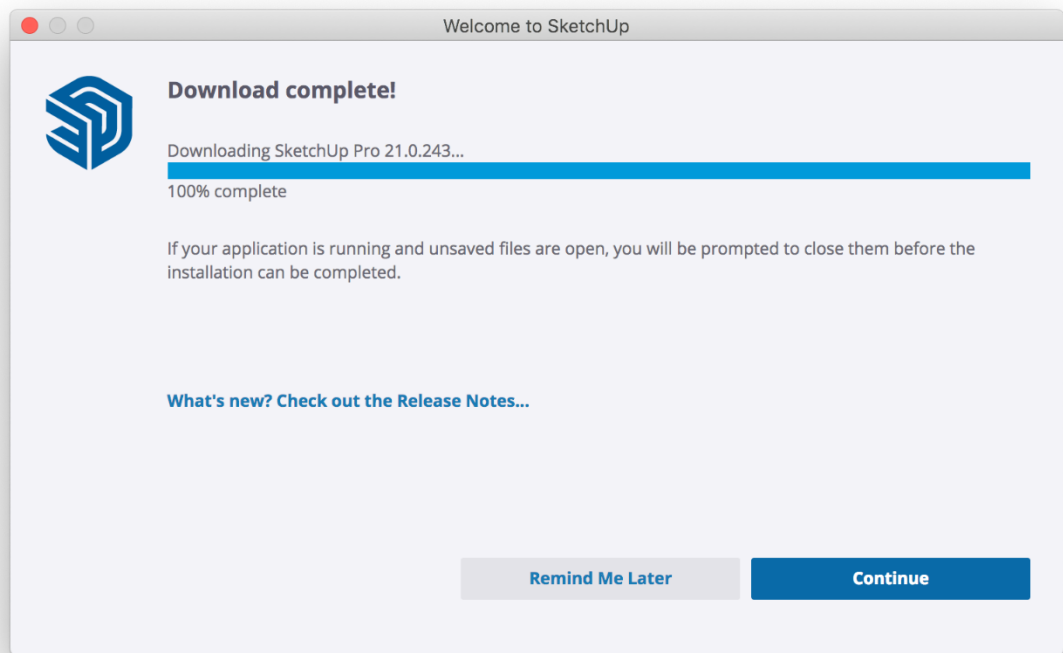 Welcome to SketchUp
Download complete!
Downloading SketchUp Pro 21.0.243...
100% complete
If your application is running and unsaved files are open, you will be prompted to close them before the
installation can be completed.
What's new? Check out the Release Notes...
Remind Me Later
Continue